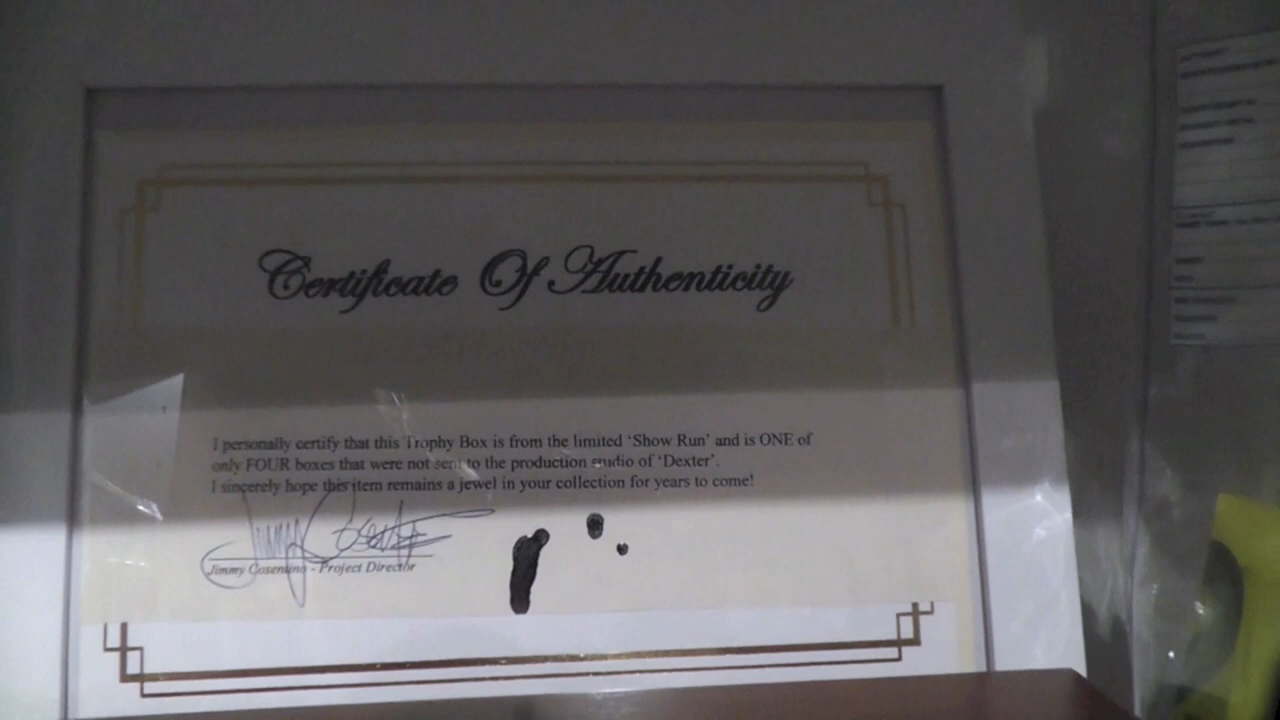 Certificate Of Authenticity
I personally certify that this Trophy Box is from the limited ‘Show Run’ and is ONE of
only FOUR boxes that were not sent to the production studio of ‘Dexter’.
I sincerely hope this item remains a jewel in your collection for years to come!
Jimmy Cosentino - Project Director